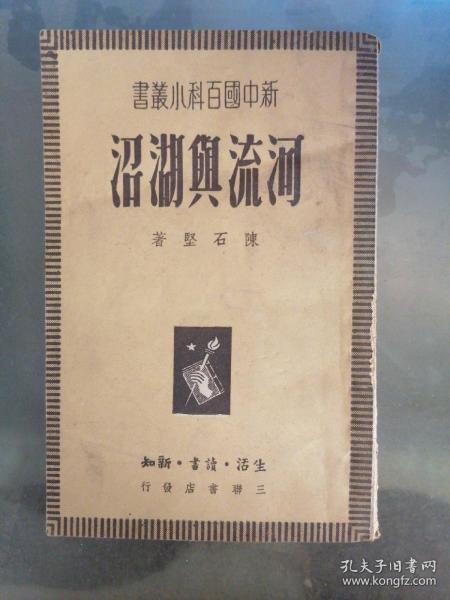 新中國百科小叢書
河流與湖沼
陳石堅著
生活·讀書·新知
三聯書店發行
孔夫子旧书网
www.kongfz.com